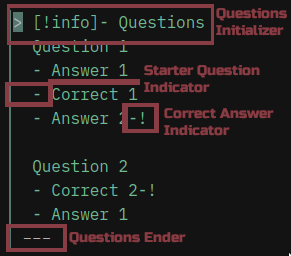 > [!info]- Questions
Questions Initializer
Question 1
- Answer 1
Starter Question Indicator
- Correct 1
- Answer 2-!
Correct Answer Indicator
Question 2
- Correct 2-!
- Answer 1
---
Questions Ender